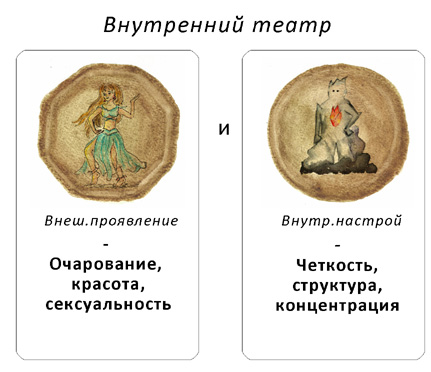 Внутренний театр
и
Внеш.проявление
-
Очарование,
красота,
сексуальность
Внутр.настрой
-
Четкость,
структура,
концентрация